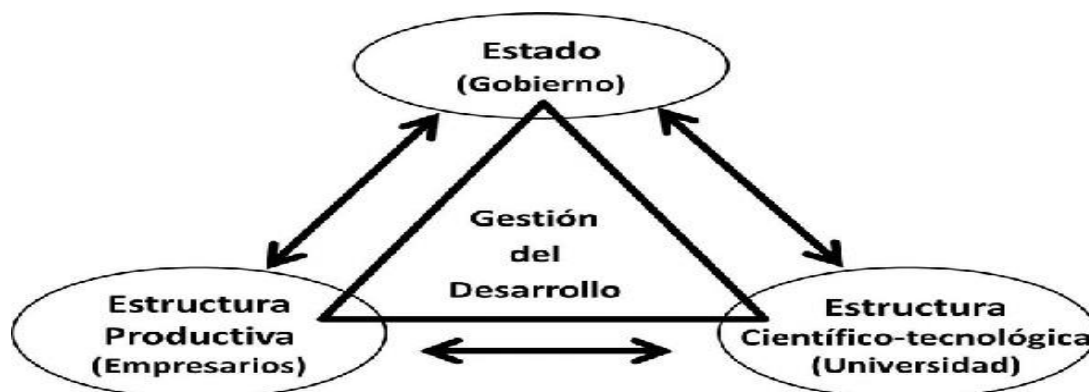 Estado
(Gobierno)
Gestión
del
Desarrollo
Estructura
Productiva
(Empresarios)
Estructura
Científico-tecnológica
(Universidad)